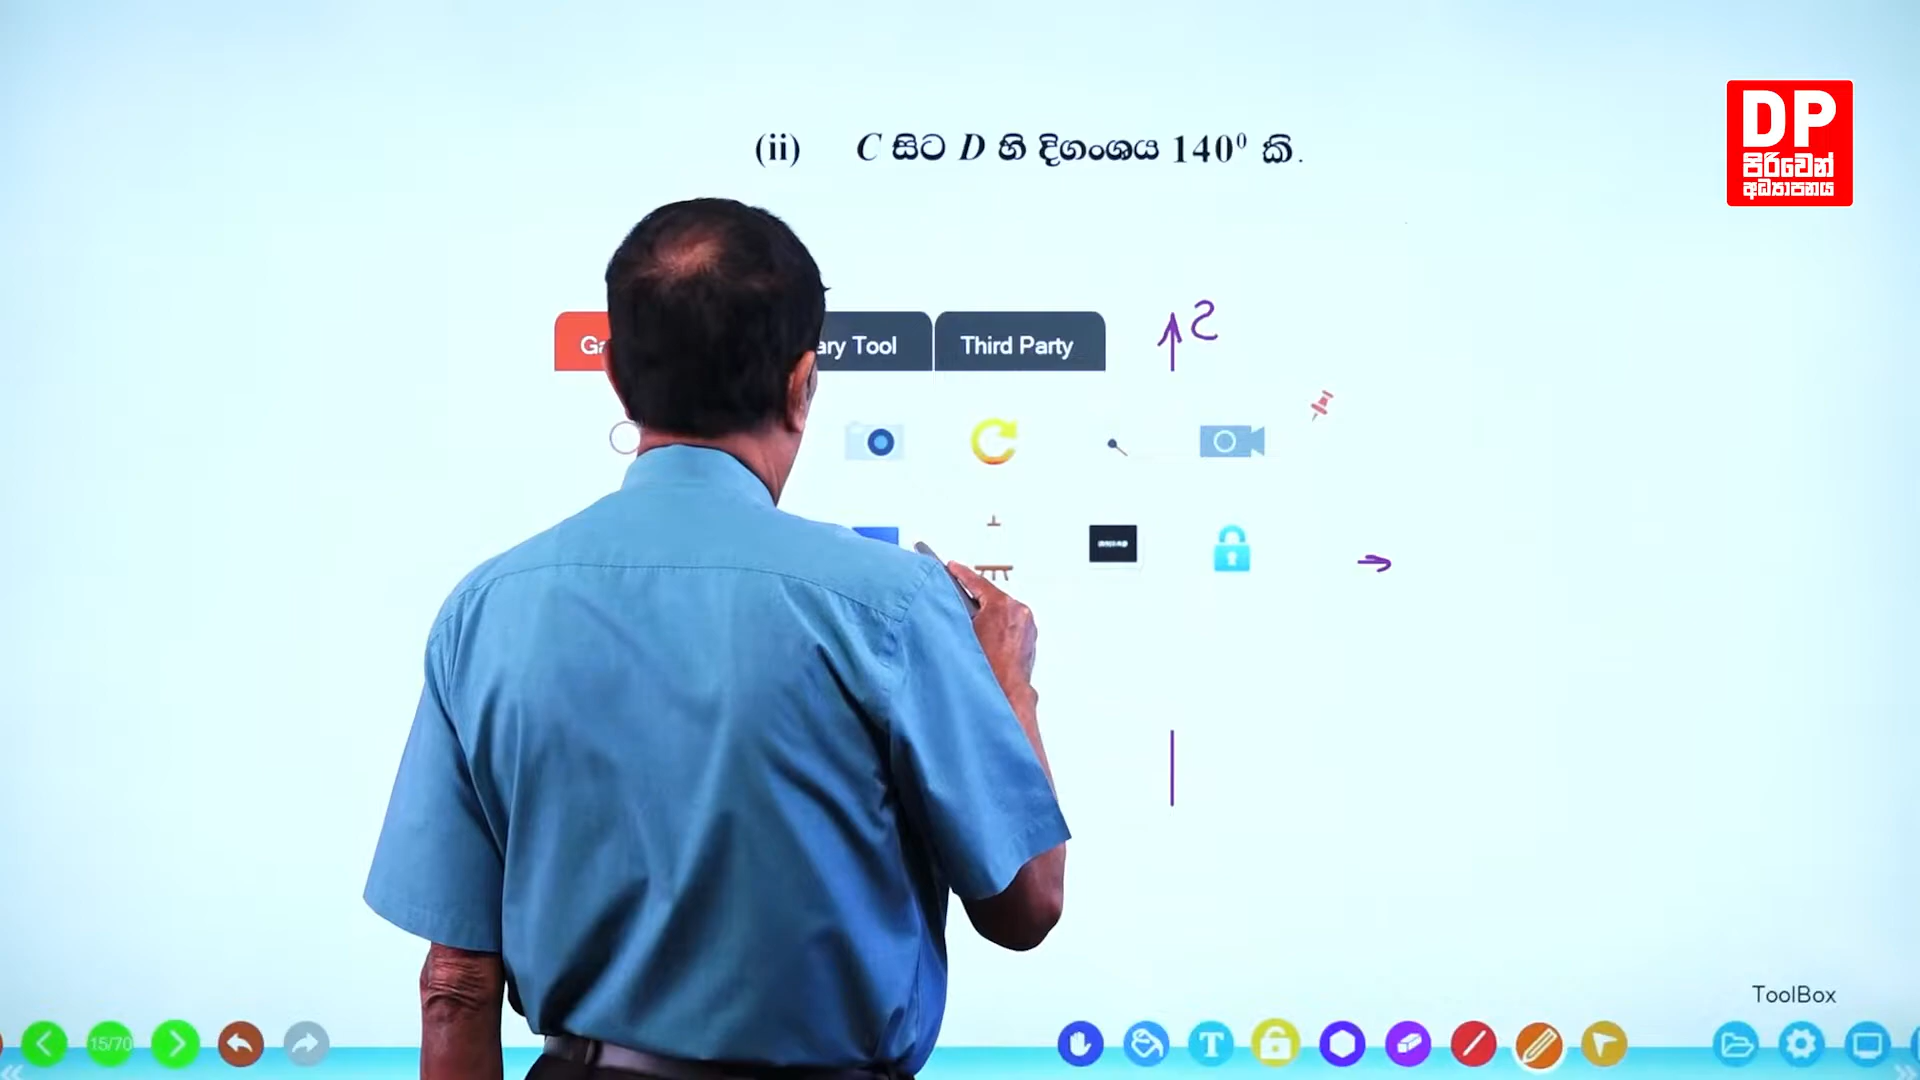 (ii) C සිට D හි දිගංශය 140⁰ කි.
DP
පිරිවෙන්
අධ්‍යාපනය
ary Tool
Third Party
ToolBox
15/70
T